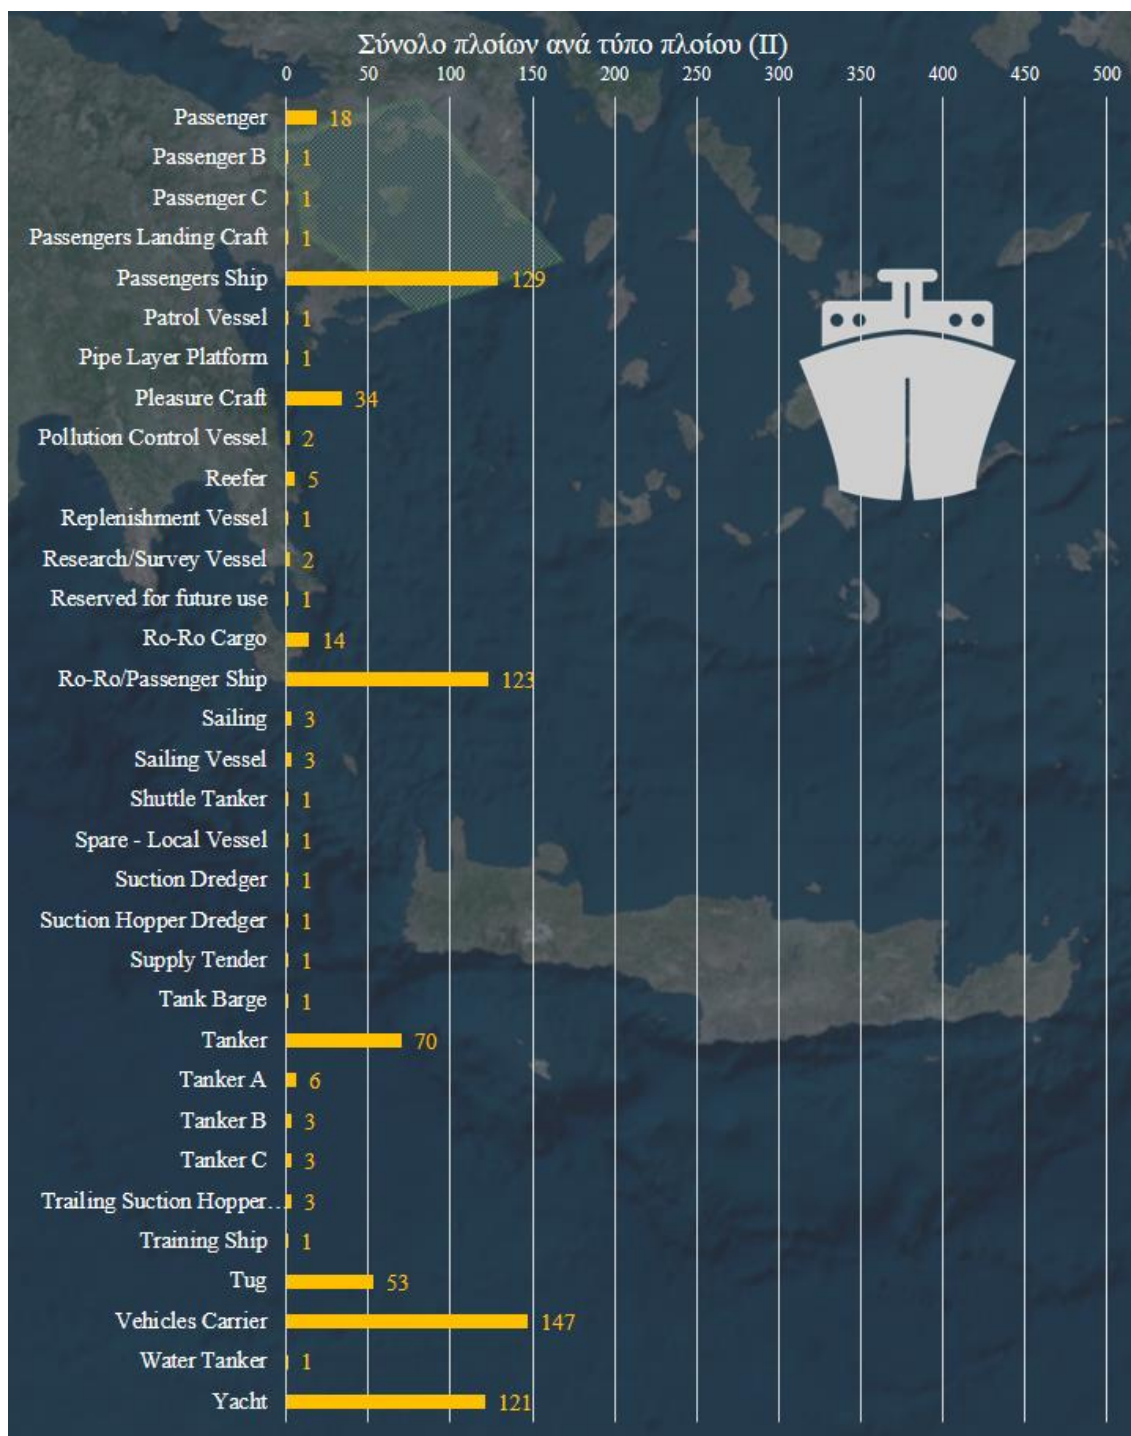 Σύνολο πλοίων ανά τύπο πλοίου (II)
0 50 100 150 200 250 300 350 400 450 500
Passenger 18
Passenger B 1
Passenger C 1
Passengers Landing Craft 1
Passengers Ship 129
Patrol Vessel 1
Pipe Layer Platform 1
Pleasure Craft 34
Pollution Control Vessel 2
Reefer 5
Replenishment Vessel 1
Research/Survey Vessel 2
Reserved for future use 1
Ro-Ro Cargo 14
Ro-Ro/Passenger Ship 123
Sailing 3
Sailing Vessel 3
Shuttle Tanker 1
Spare - Local Vessel 1
Suction Dredger 1
Suction Hopper Dredger 1
Supply Tender 1
Tank Barge 1
Tanker 70
Tanker A 6
Tanker B 3
Tanker C 3
Trailing Suction Hopper… 3
Training Ship 1
Tug 53
Vehicles Carrier 147
Water Tanker 1
Yacht 121